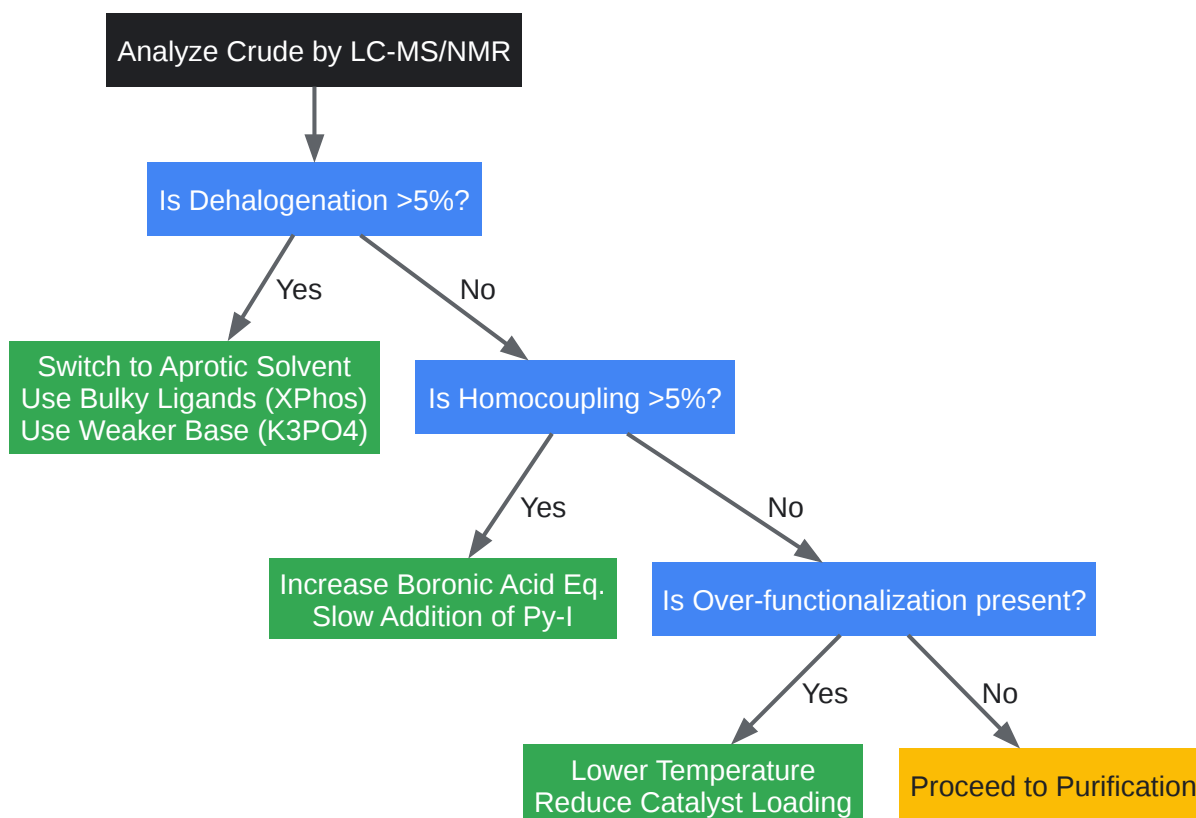 Analyze Crude by LC-MS/NMR
Is Dehalogenation >5%?
Yes
No
Switch to Aprotic Solvent
Use Bulky Ligands (XPhos)
Use Weaker Base (K3PO4)
Is Homocoupling >5%?
Yes
No
Increase Boronic Acid Eq.
Slow Addition of Py-I
Is Over-functionalization present?
Yes
No
Lower Temperature
Reduce Catalyst Loading
Proceed to Purification